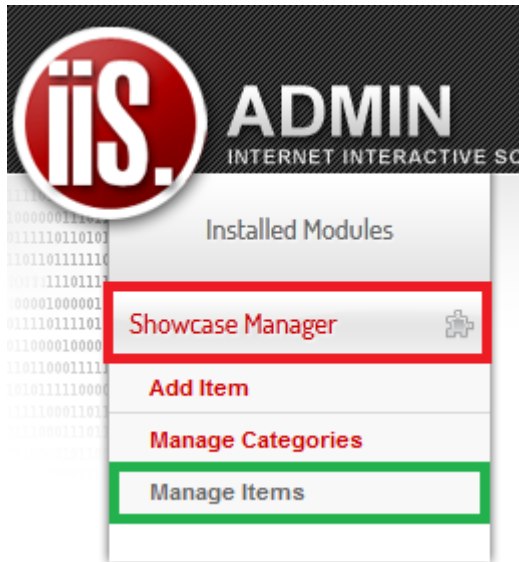 iiS.
ADMIN
INTERNET INTERACTIVE SO
Installed Modules
Showcase Manager
Add Item
Manage Categories
Manage Items